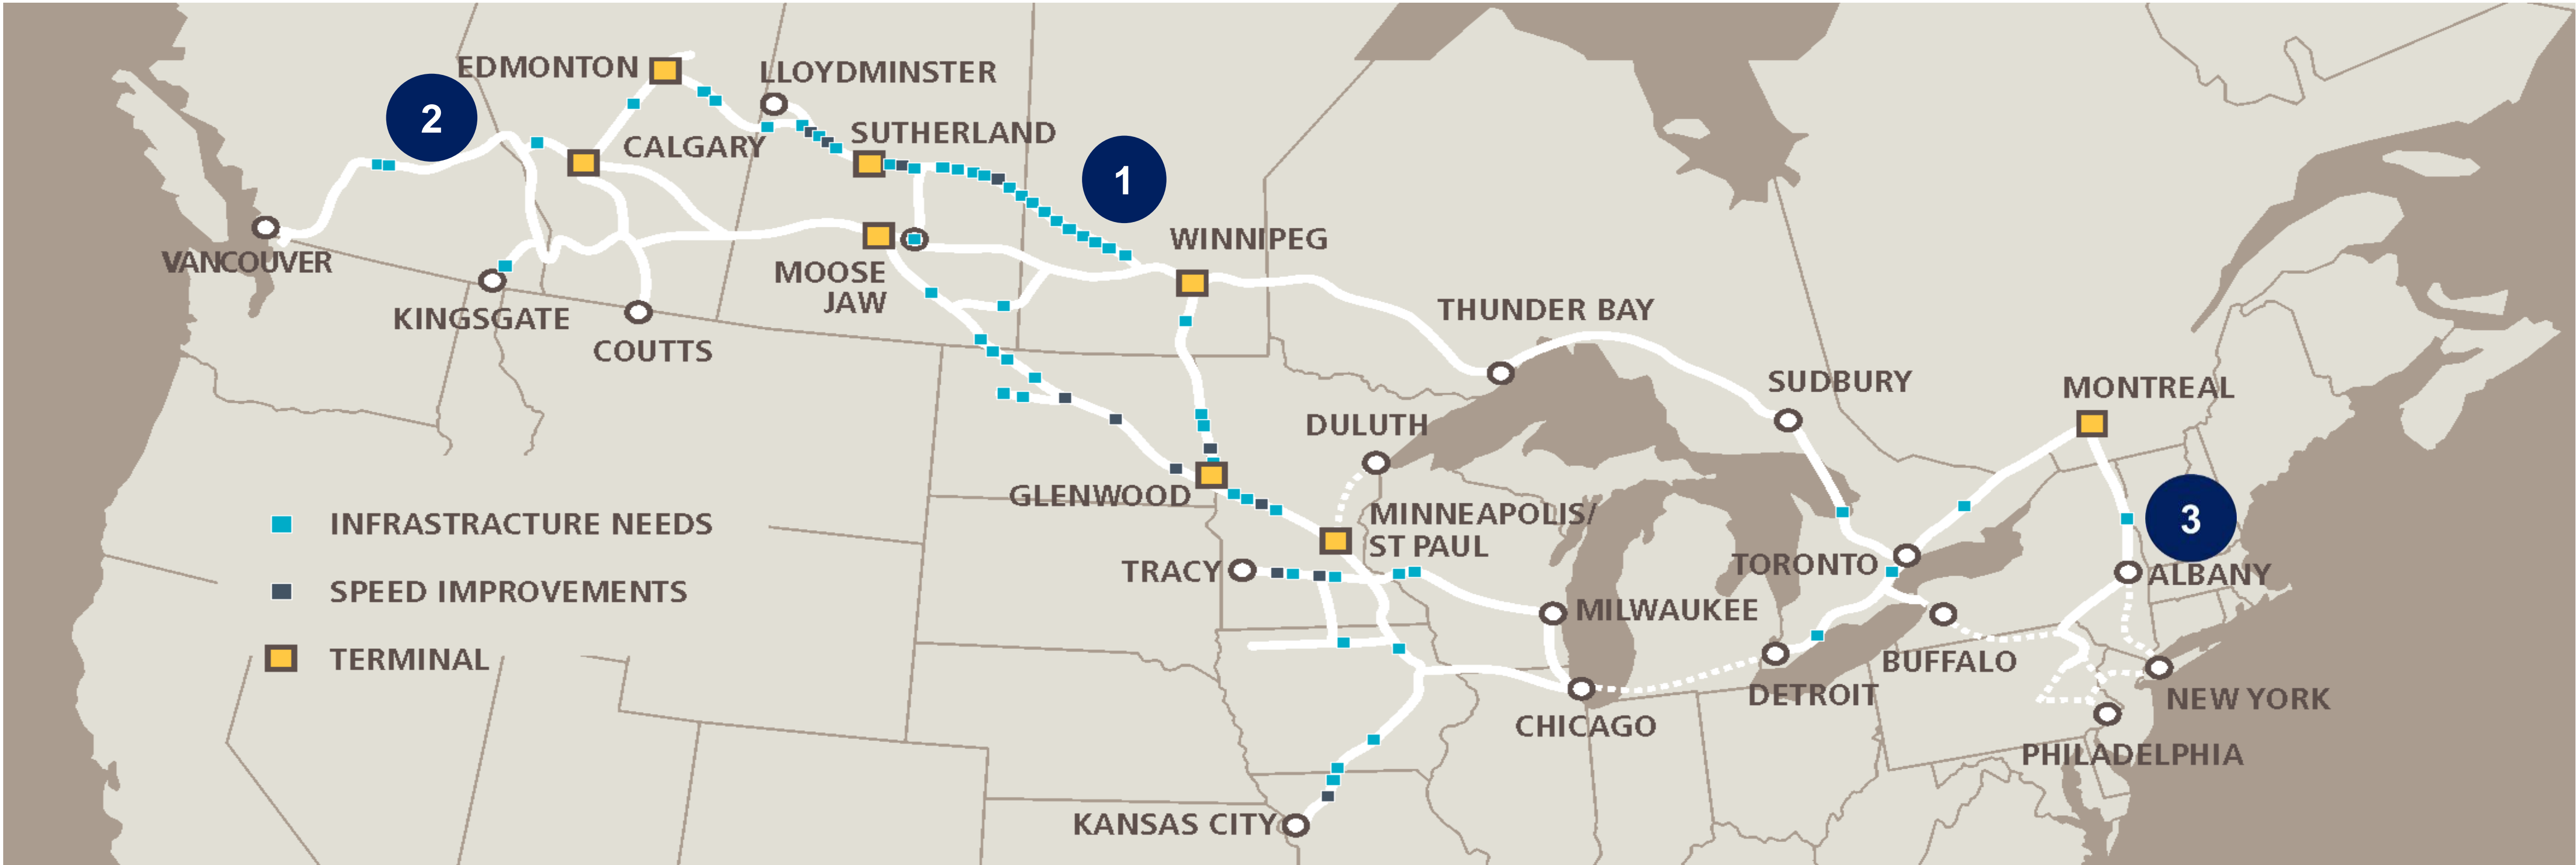 EDMONTON
LLOYDMINSTER
2
SUTHERLAND
CALGARY
1
VANCOUVER
WINNIPEG
MOOSE
JAW
KINGSGATE
COUTTS
THUNDER BAY
SUDBURY
MONTREAL
DULUTH
GLENWOOD
MINNEAPOLIS/
ST PAUL
3
INFRASTRACTURE NEEDS
TRACY
TORONTO
ALBANY
SPEED IMPROVEMENTS
MILWAUKEE
TERMINAL
BUFFALO
DETROIT
NEW YORK
CHICAGO
PHILADELPHIA
KANSAS CITY